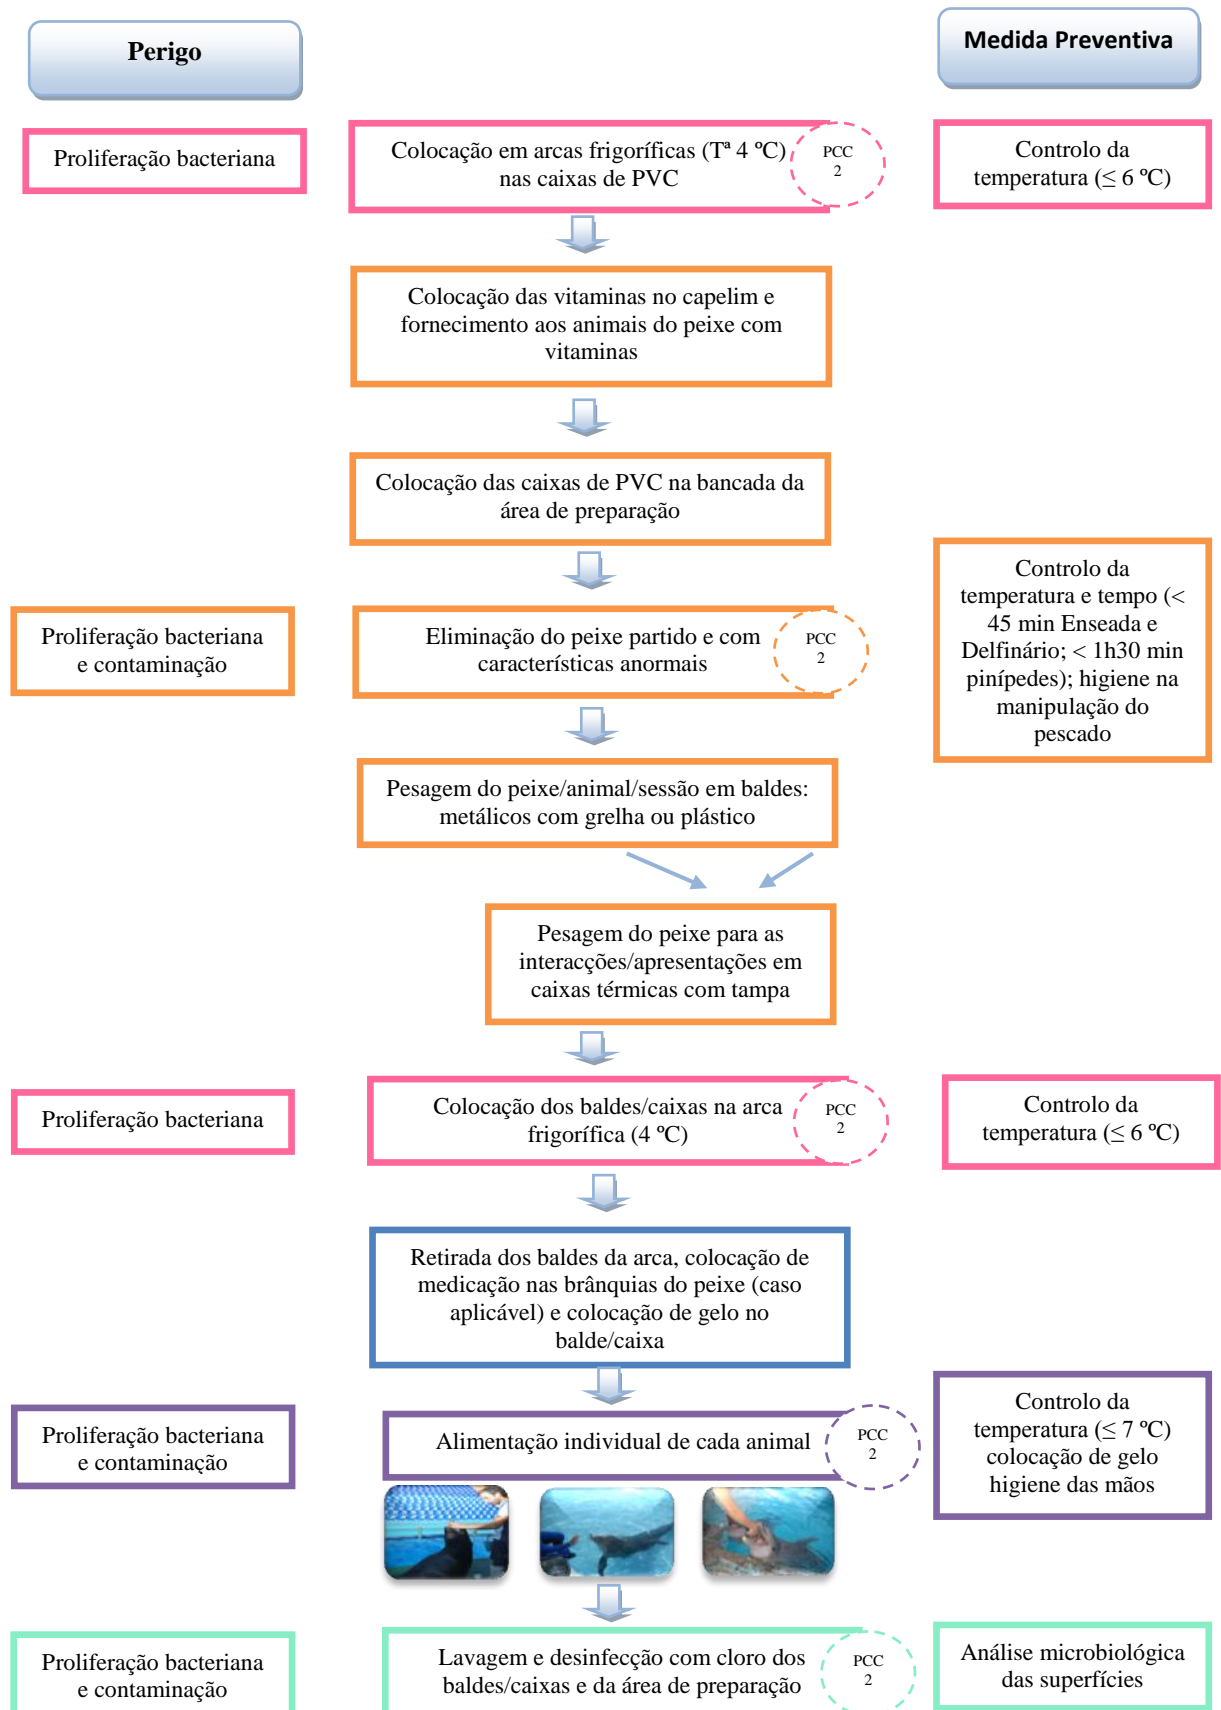 Perigo
Medida Preventiva
Proliferação bacteriana
Colocação em arcas frigoríficas (Tª 4 ºC)
nas caixas de PVC
PCC
2
Controlo da
temperatura (≤ 6 ºC)
Colocação das vitaminas no capelim e
fornecimento aos animais do peixe com
vitaminas
Colocação das caixas de PVC na bancada da
área de preparação
Proliferação bacteriana
e contaminação
Eliminação do peixe partido e com
características anormais
PCC
2
Controlo da
temperatura e tempo (<
45 min Enseada e
Delfinário; < 1h30 min
pinípedes); higiene na
manipulação do
pescado
Pesagem do peixe/animal/sessão em baldes:
metálicos com grelha ou plástico
Pesagem do peixe para as
interacções/apresentações em
caixas térmicas com tampa
Proliferação bacteriana
Colocação dos baldes/caixas na arca
frigorífica (4 ºC)
PCC
2
Controlo da
temperatura (≤ 6 ºC)
Retirada dos baldes da arca, colocação de
medicação nas brânquias do peixe (caso
aplicável) e colocação de gelo no
balde/caixa
Proliferação bacteriana
e contaminação
Alimentação individual de cada animal
PCC
2
Controlo da
temperatura (≤ 7 ºC)
colocação de gelo
higiene das mãos
Proliferação bacteriana
e contaminação
Lavagem e desinfecção com cloro dos
baldes/caixas e da área de preparação
PCC
2
Análise microbiológica
das superfícies